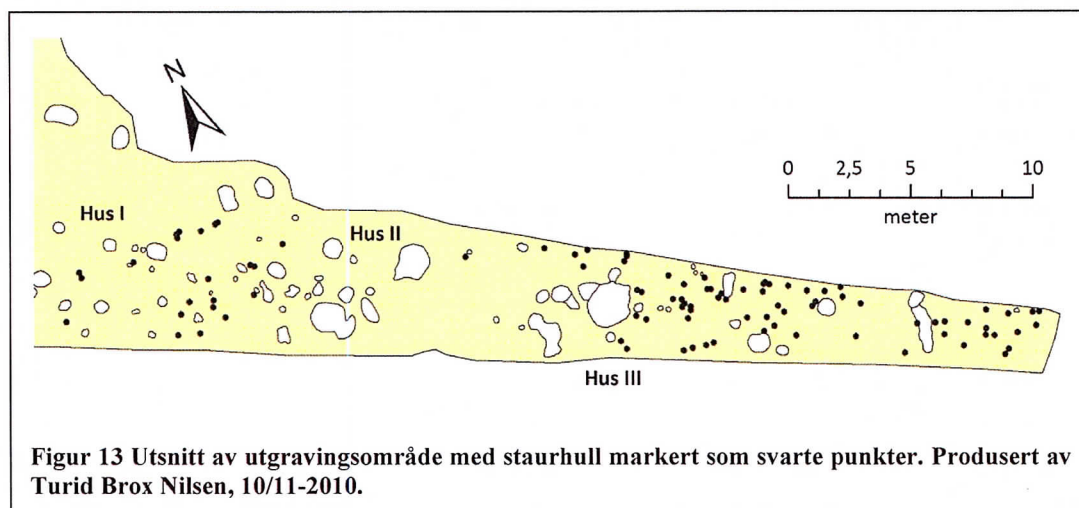 N
0 2,5 5 10
meter
Hus I
Hus II
Hus III
Figur 13 Utsnitt av utgravingsområde med staurhull markert som svarte punkter. Produsert av
Turid Brox Nilsen, 10/11-2010.